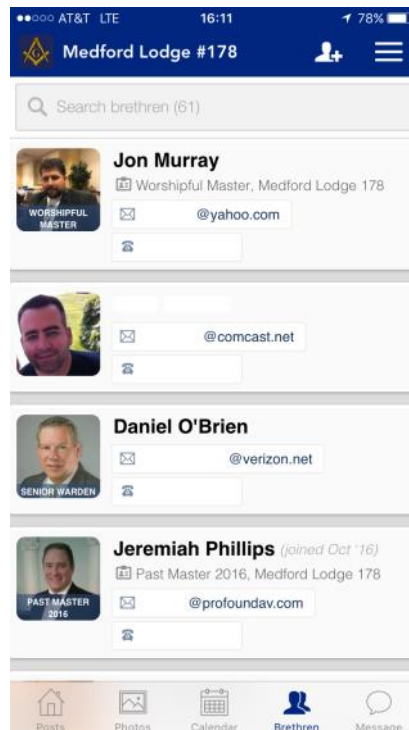 AT&T LTE 16:11 78%
Medford Lodge #178
Search brethren (61)
Jon Murray
Worshipful Master, Medford Lodge 178
WORSHIPFUL
MASTER
@yahoo.com
@comcast.net
Daniel O'Brien
@verizon.net
SENIOR WARDEN
Jeremiah Phillips (joined Oct '16)
Past Master 2016, Medford Lodge 178
PAST MASTER
2016
@profoundav.com
Posts Photos Calendar Brethren Message